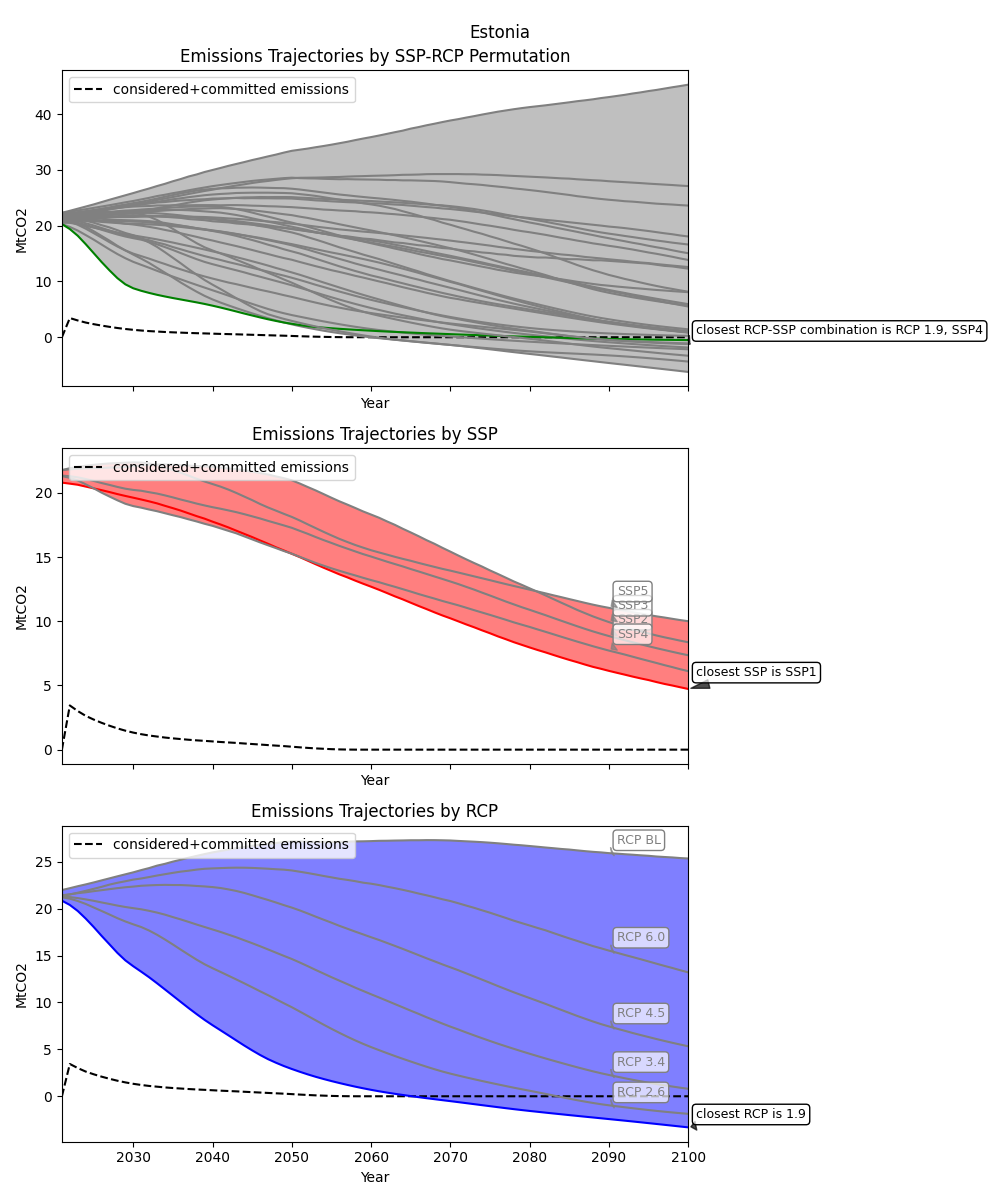 Estonia
Emissions Trajectories by SSP-RCP Permutation
considered+committed emissions
MtCO2
40
30
20
10
0
closest RCP-SSP combination is RCP 1.9, SSP4
Year
Emissions Trajectories by SSP
considered+committed emissions
MtCO2
20
15
10
5
0
SSP5
SSP3
SSP2
SSP4
closest SSP is SSP1
Year
Emissions Trajectories by RCP
considered+committed emissions
MtCO2
25
20
15
10
5
0
RCP BL
RCP 6.0
RCP 4.5
RCP 3.4
RCP 2.6
closest RCP is 1.9
2030 2040 2050 2060 2070 2080 2090 2100
Year